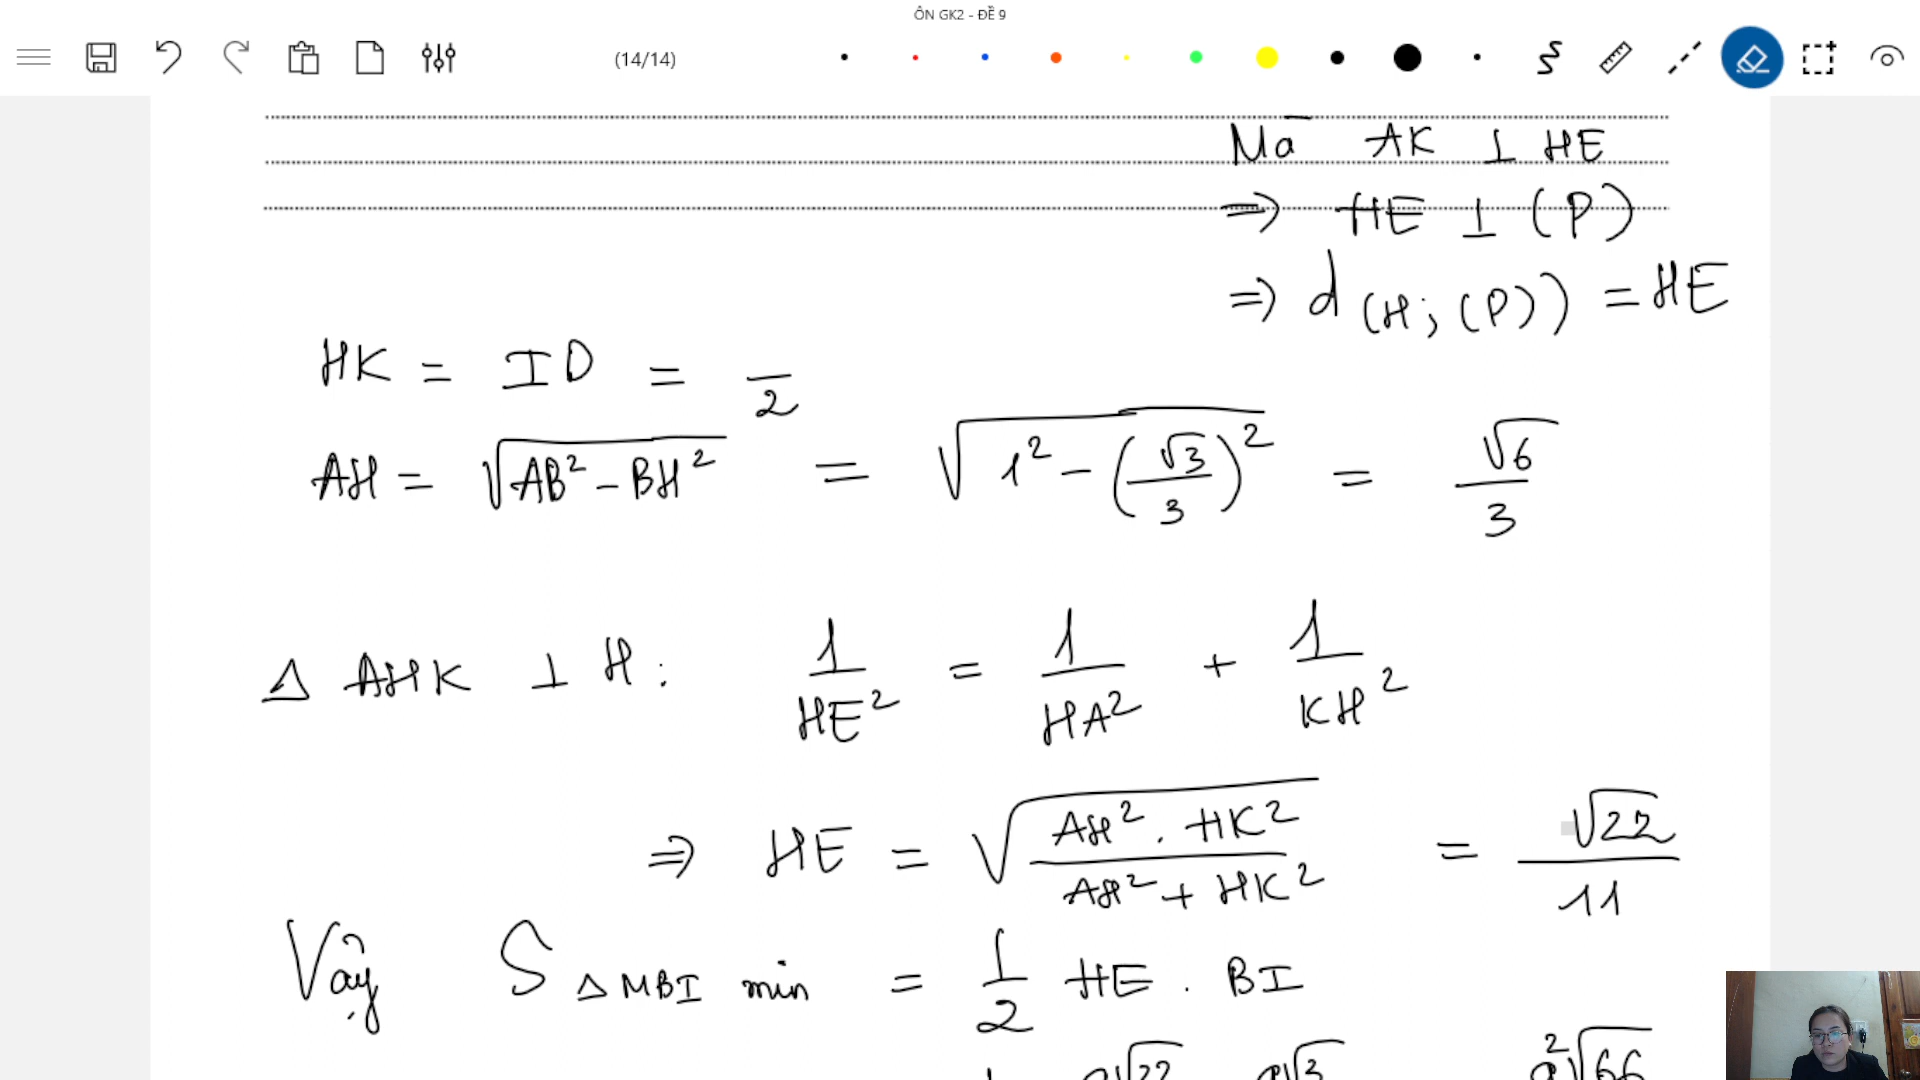 ÔN GK2 - ĐỀ 9
(14/14)
Mà AK ⊥ HE
=> HE ⊥ (P)
=> d(H; (P)) = HE
HK = ID = —/2
AH = √(AB² - BH²) = √(1² - (√3/3)²) = √6/3
Δ AHK ⊥ H: 1/HE² = 1/HA² + 1/KH²
=> HE = √(AH² . HK² / AH² + HK²) = √22/11
Vậy S Δ MBI min = 1/2 HE . BI